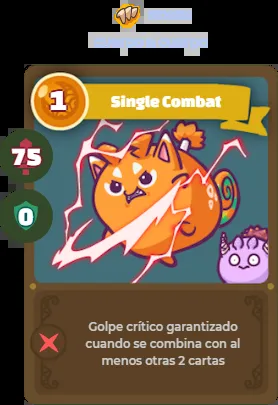 1
Single Combat
75
0
Golpe crítico garantizado
cuando se combina con al
menos otras 2 cartas